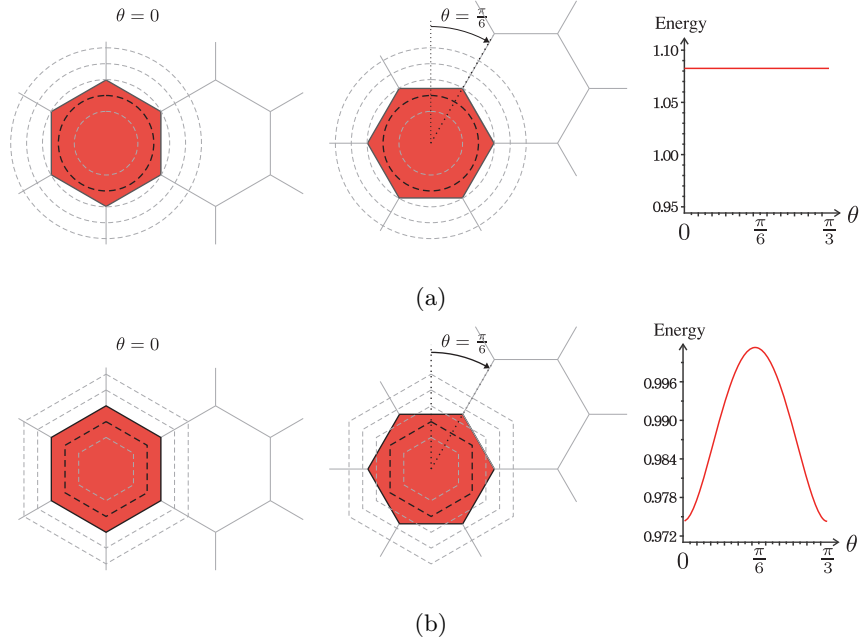 θ = 0
θ = π/6
Energy
1.10
1.05
1.00
0.95
0
π/6
π/3
θ
(a)
θ = 0
θ = π/6
Energy
0.996
0.990
0.984
0.978
0.972
0
π/6
π/3
θ
(b)